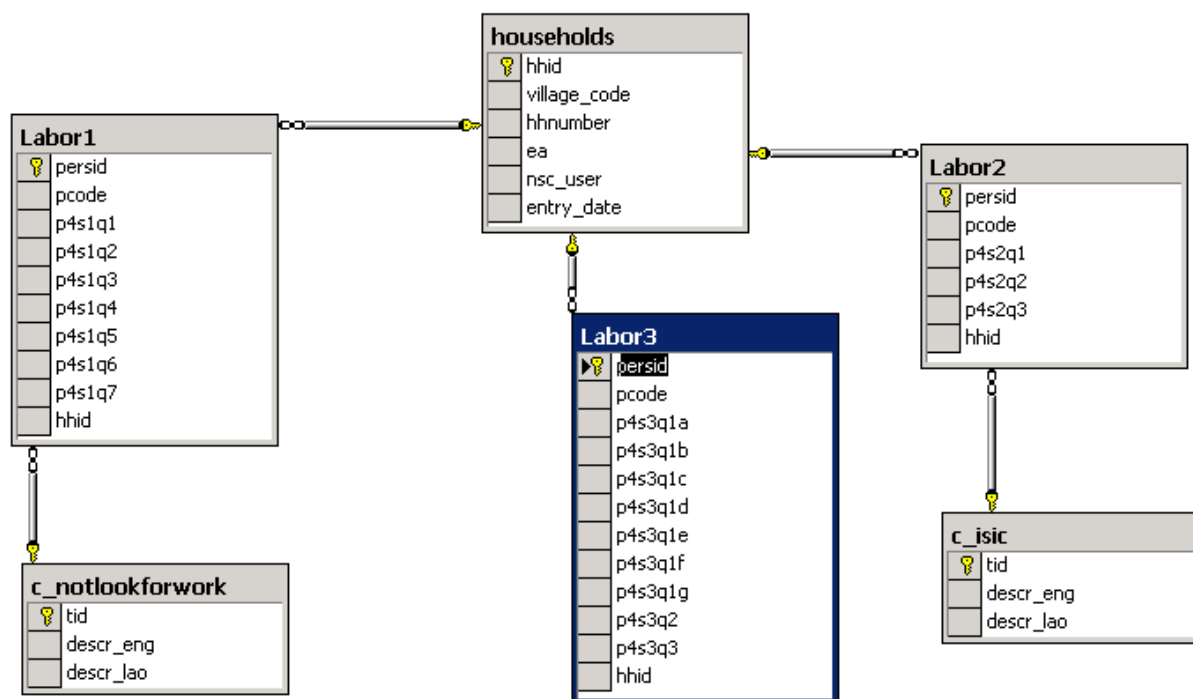 households
hhid
village_code
hhnumber
ea
nsc_user
entry_date
Labor1
persid
pcode
p4s1q1
p4s1q2
p4s1q3
p4s1q4
p4s1q5
p4s1q6
p4s1q7
hhid
Labor2
persid
pcode
p4s2q1
p4s2q2
p4s2q3
hhid
Labor3
persid
pcode
p4s3q1a
p4s3q1b
p4s3q1c
p4s3q1d
p4s3q1e
p4s3q1f
p4s3q1g
p4s3q2
p4s3q3
hhid
c_notlookforwork
tid
descr_eng
descr_lao
c_isic
tid
descr_eng
descr_lao